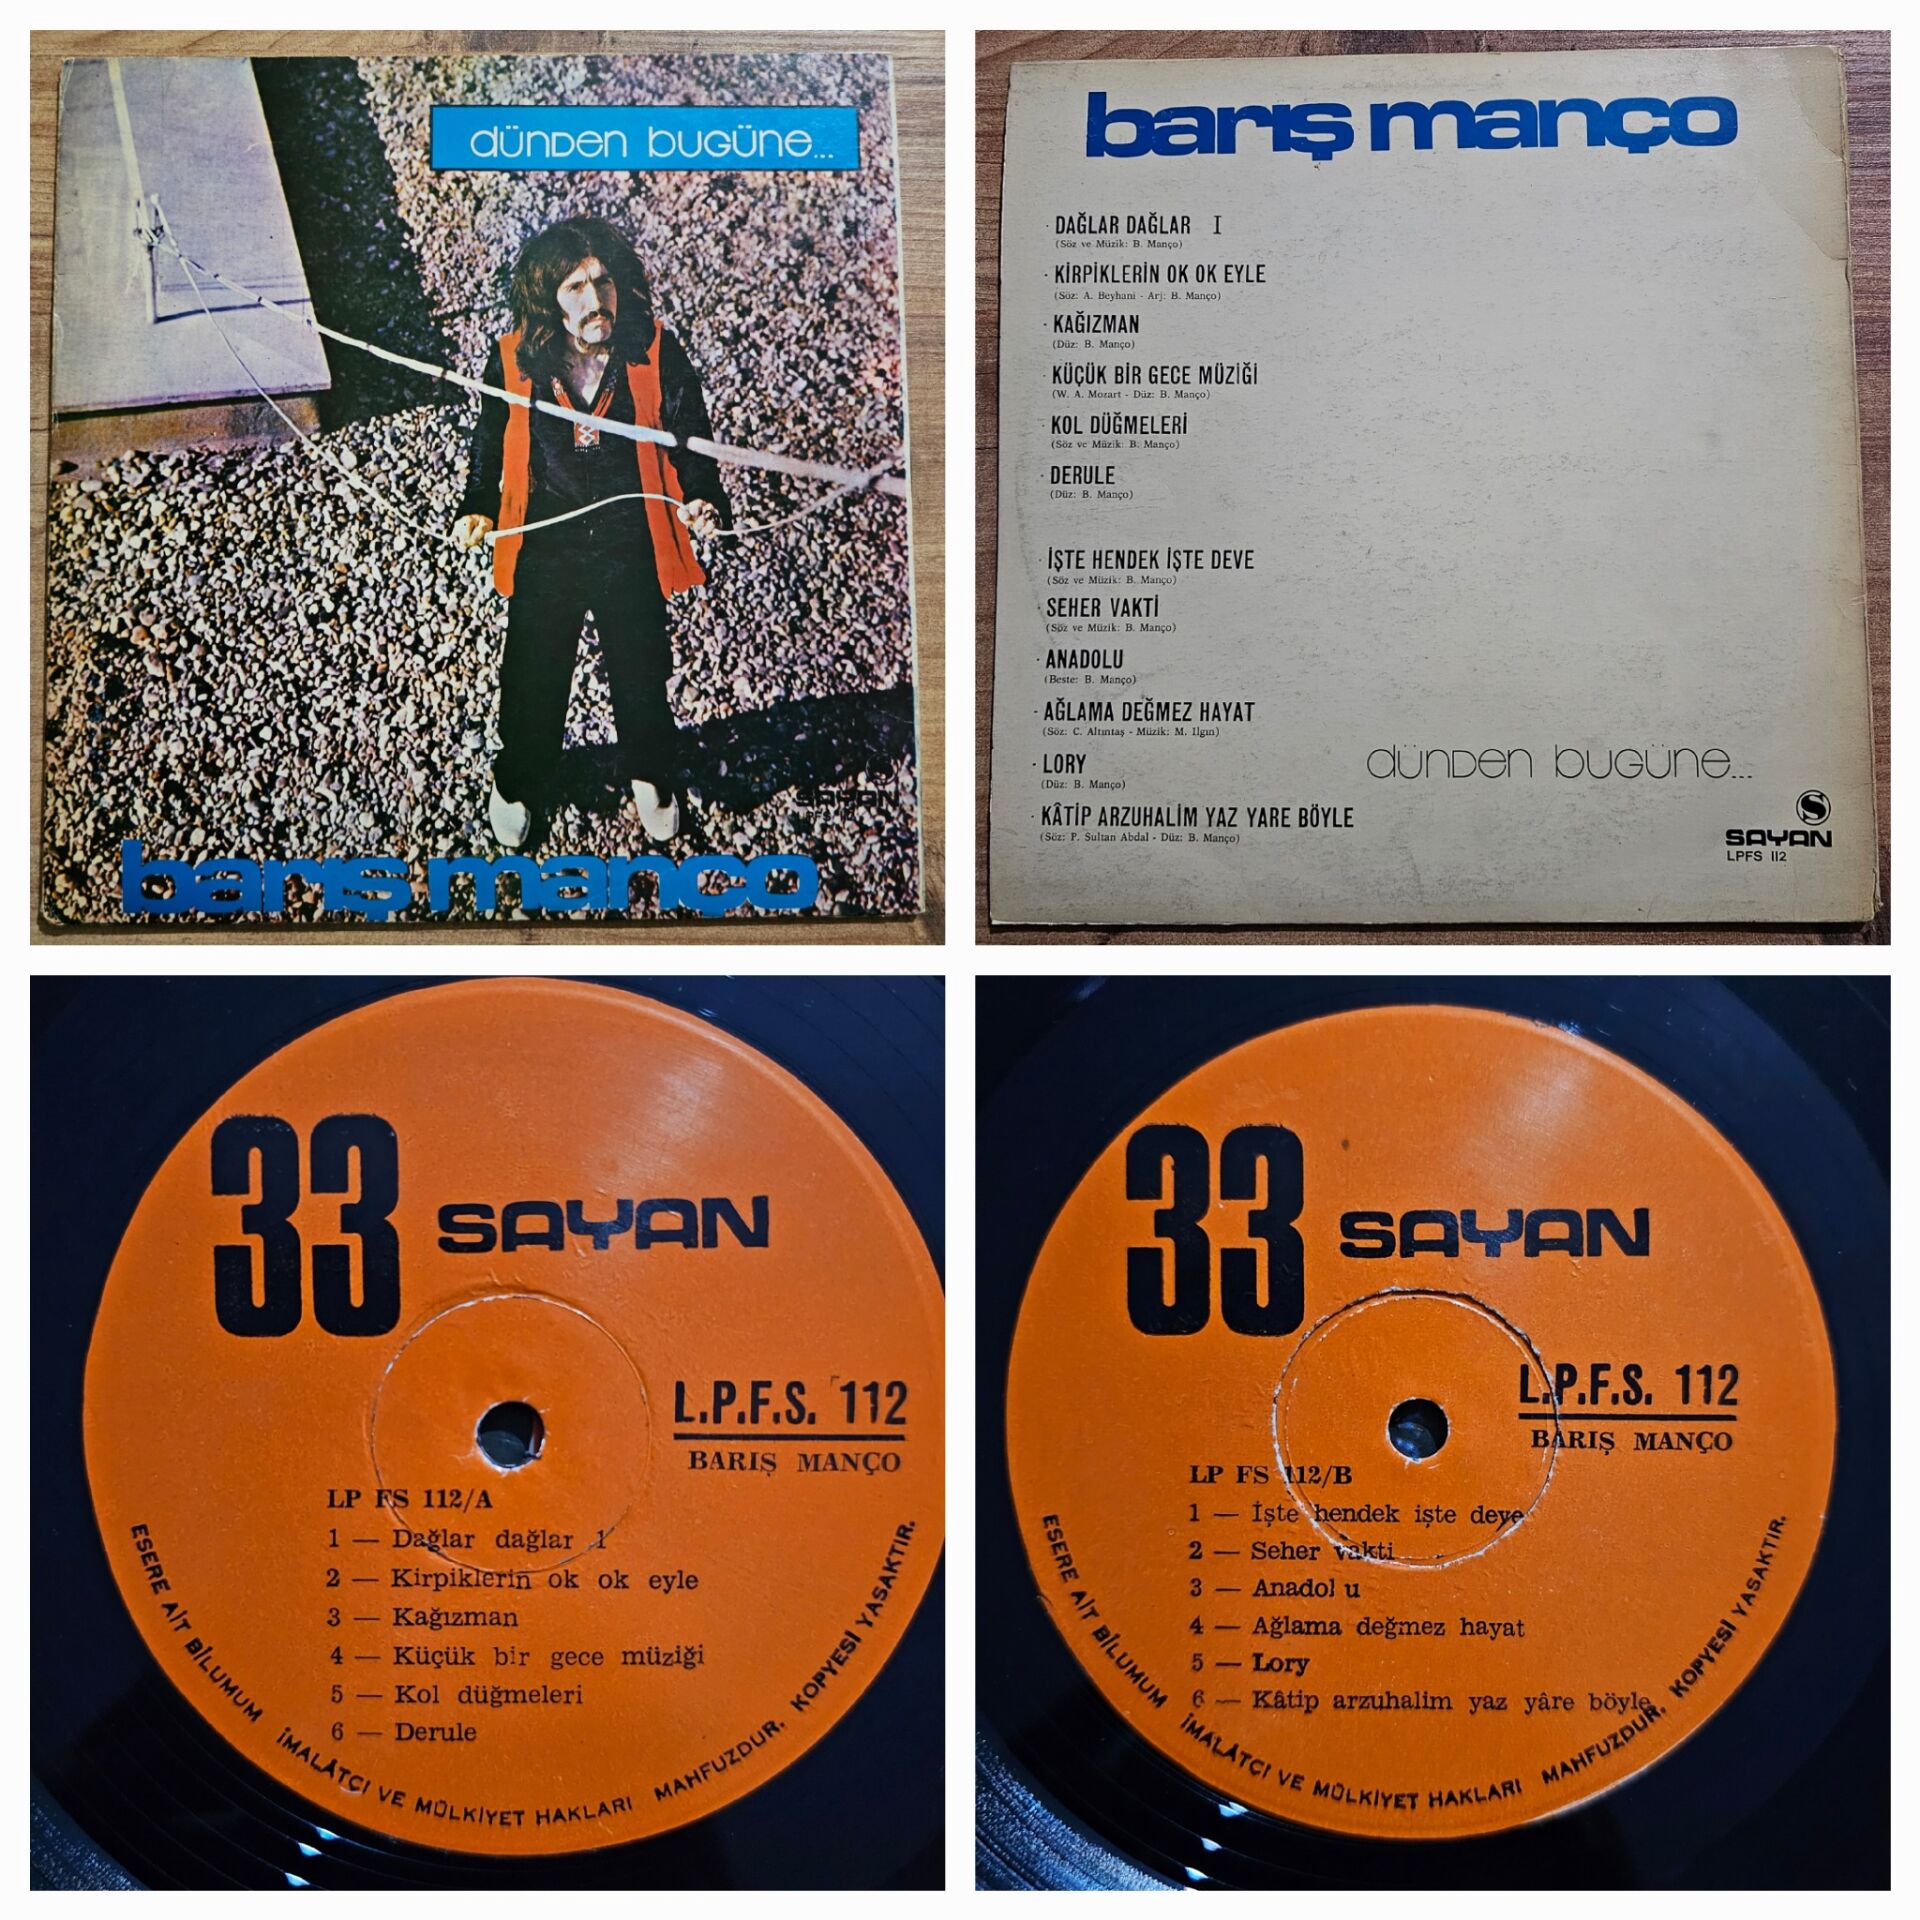 dünden bugüne...
SAYAN
LPFS 112
barış manço
barış manço
· DAĞLAR DAĞLAR I
(Söz ve Müzik: B. Manço)
· KİRPİKLERİN OK OK EYLE
(Söz: A. Beyhani - Arj: B. Manço)
· KAĞIZMAN
(Düz: B. Manço)
· KÜÇÜK BİR GECE MÜZİĞİ
(W. A. Mozart - Düz: B. Manço)
· KOL DÜĞMELERİ
(Söz ve Müzik: B. Manço)
· DERULE
(Düz: B. Manço)
· İŞTE HENDEK İŞTE DEVE
(Söz ve Müzik: B. Manço)
· SEHER VAKTİ
(Söz ve Müzik: B. Manço)
· ANADOLU
(Beste: B. Manço)
· AĞLAMA DEĞMEZ HAYAT
(Söz: C. Altıntaş - Müzik: M. Ilgın)
· LORY
(Düz: B. Manço)
· KÂTİP ARZUHALİM YAZ YARE BÖYLE
(Söz: P. Sultan Abdal - Düz: B. Manço)
dünden bugüne...
S
SAYAN
LPFS 112
33 SAYAN
L.P.F.S. 112
BARIŞ MANÇO
LP FS 112/A
1 — Dağlar dağlar 1
2 — Kirpiklerin ok ok eyle
3 — Kağızman
4 — Küçük bir gece müziği
5 — Kol düğmeleri
6 — Derule
ESERE AİT BİLUMUM İMALÂTÇI VE MÜLKİYET HAKLARI MAHFUZDUR. KOPYESİ YASAKTIR.
33 SAYAN
L.P.F.S. 112
BARIŞ MANÇO
LP FS 112/B
1 — İşte hendek işte deve
2 — Seher vakti
3 — Anadolu
4 — Ağlama değmez hayat
5 — Lory
6 — Kâtip arzuhalim yaz yâre böyle
ESERE AİT BİLUMUM İMALÂTÇI VE MÜLKİYET HAKLARI MAHFUZDUR. KOPYESİ YASAKTIR.